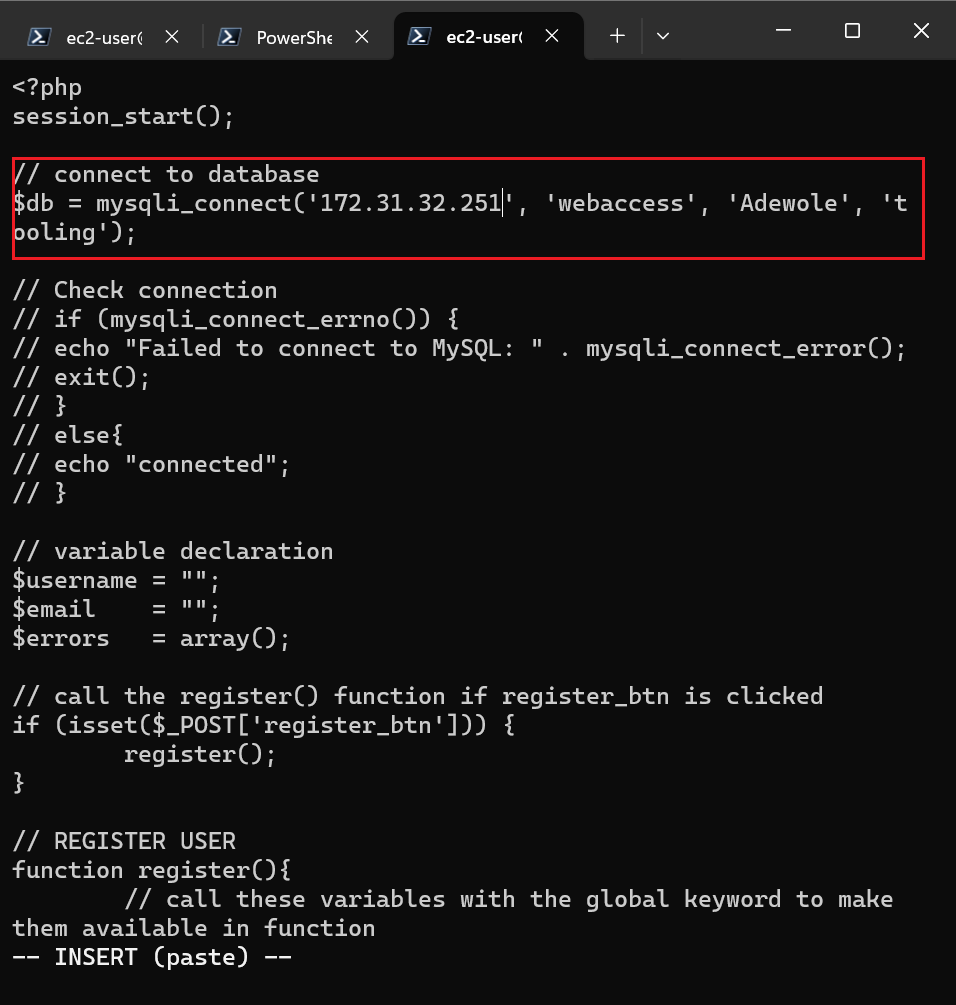 ec2-user@
PowerShe
ec2-user(
<?php
session_start();
// connect to database
$db = mysqli_connect('172.31.32.251', 'webaccess', 'Adewole', 't
ooling');
// Check connection
// if (mysqli_connect_errno()) {
// echo "Failed to connect to MySQL: " . mysqli_connect_error();
// exit();
// }
// else{
// echo "connected";
// }
// variable declaration
$username = "";
$email    = "";
$errors   = array();
// call the register() function if register_btn is clicked
if (isset($_POST['register_btn'])) {
        register();
}
// REGISTER USER
function register(){
        // call these variables with the global keyword to make
them available in function
-- INSERT (paste) --